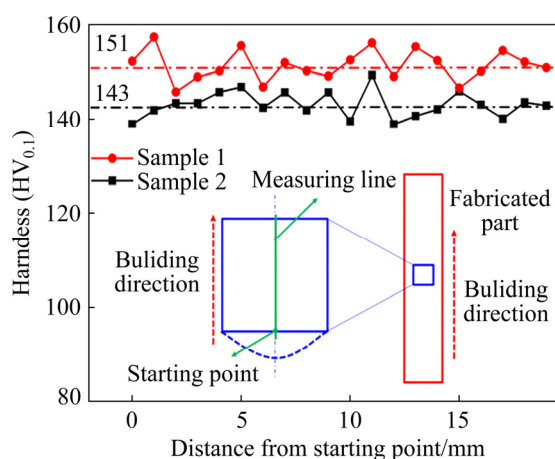 160
140
120
100
80
Harndess (HV0.1)
151
143
Sample 1
Sample 2
Measuring line
Fabricated
part
Buliding
direction
Buliding
direction
Starting point
0
5
10
15
Distance from starting point/mm